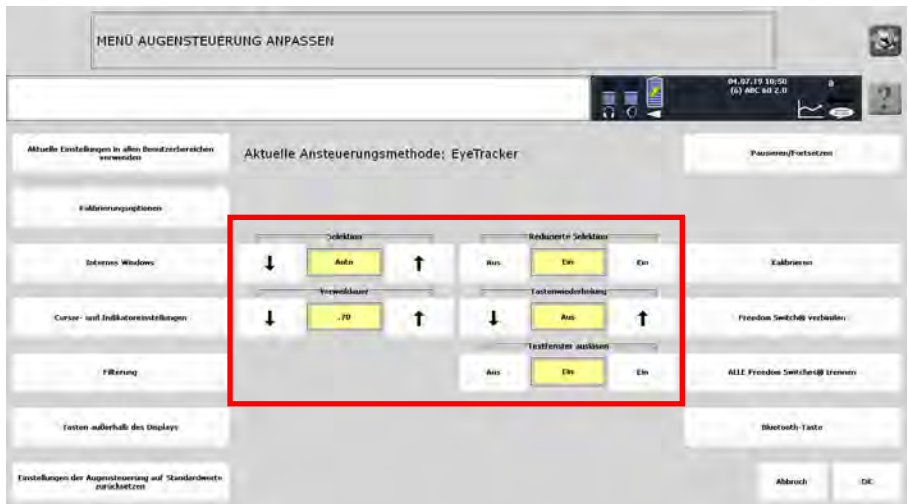 MENÜ AUGENSTEUERUNG ANPASSEN
04.07.19 10:50
(6) ABC 60 2.0
a
?
Aktuelle Einstellungen in allen Benutzerbereichen
verwenden
Aktuelle Ansteuerungsmethode: EyeTracker
Pausieren/Fortsetzen
Kalibrierungsoptionen
Selektion
Reduzierte Selektion
Internes Windows
↓ Auto ↑
Aus Ein Ein
Kalibrieren
Verweildauer
Tastenwiederholung
Cursor- und Indikatoreinstellungen
↓ .70 ↑
↓ Aus ↑
Freedom Switch® verbinden
Textfenster auslösen
Filterung
Aus Ein Ein
ALLE Freedom Switches® trennen
Tasten außerhalb des Displays
Bluetooth-Taste
Einstellungen der Augensteuerung auf Standardwerte
zurücksetzen
Abbruch
OK